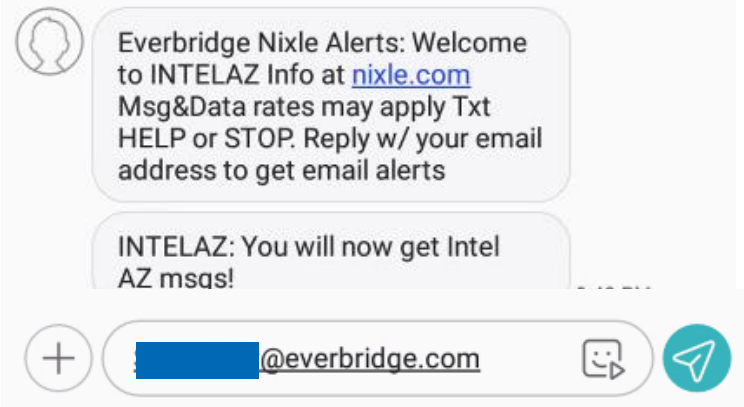 Everbridge Nixle Alerts: Welcome
to INTELAZ Info at nixle.com
Msg&Data rates may apply Txt
HELP or STOP. Reply w/ your email
address to get email alerts
INTELAZ: You will now get Intel
AZ msgs!
@everbridge.com